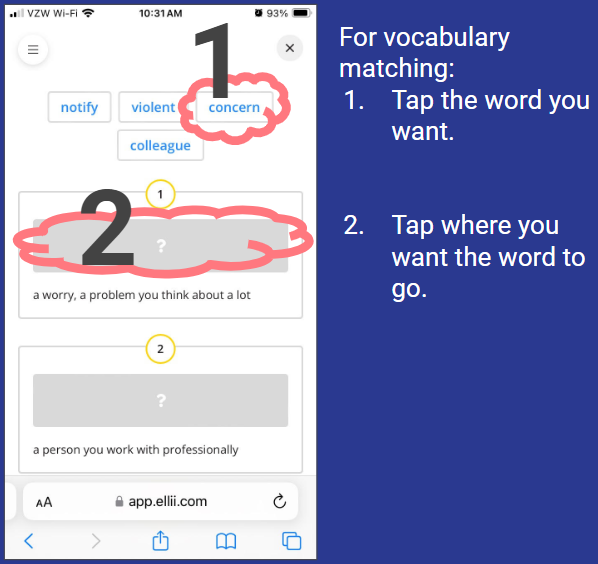 VZW Wi-Fi 10:31 AM 93%
1
notify violent concern
colleague
1
2
?
a worry, a problem you think about a lot
2
?
a person you work with professionally
AA app.ellii.com
For vocabulary
matching:
1. Tap the word you
want.
2. Tap where you
want the word to
go.